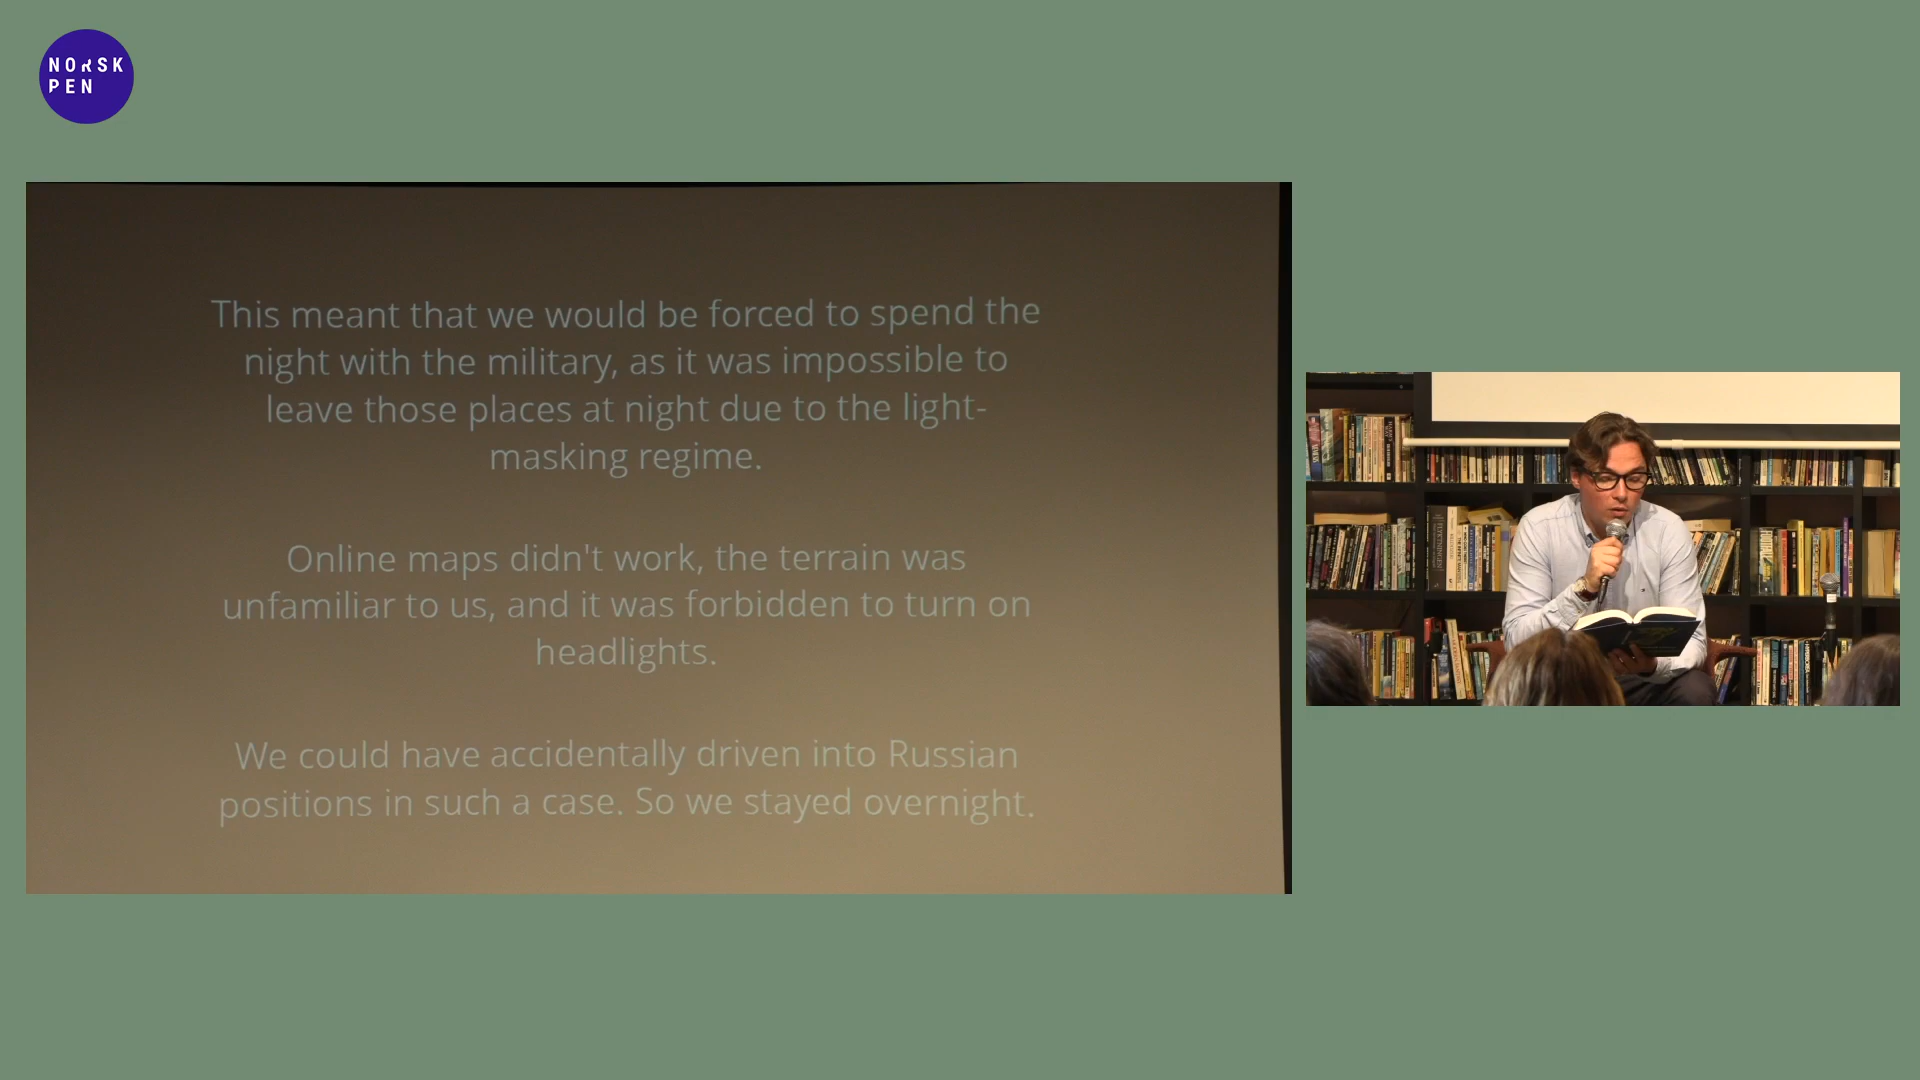 NORSK
PEN
This meant that we would be forced to spend the
night with the military, as it was impossible to
leave those places at night due to the light-
masking regime.
Online maps didn't work, the terrain was
unfamiliar to us, and it was forbidden to turn on
headlights.
We could have accidentally driven into Russian
positions in such a case. So we stayed overnight.